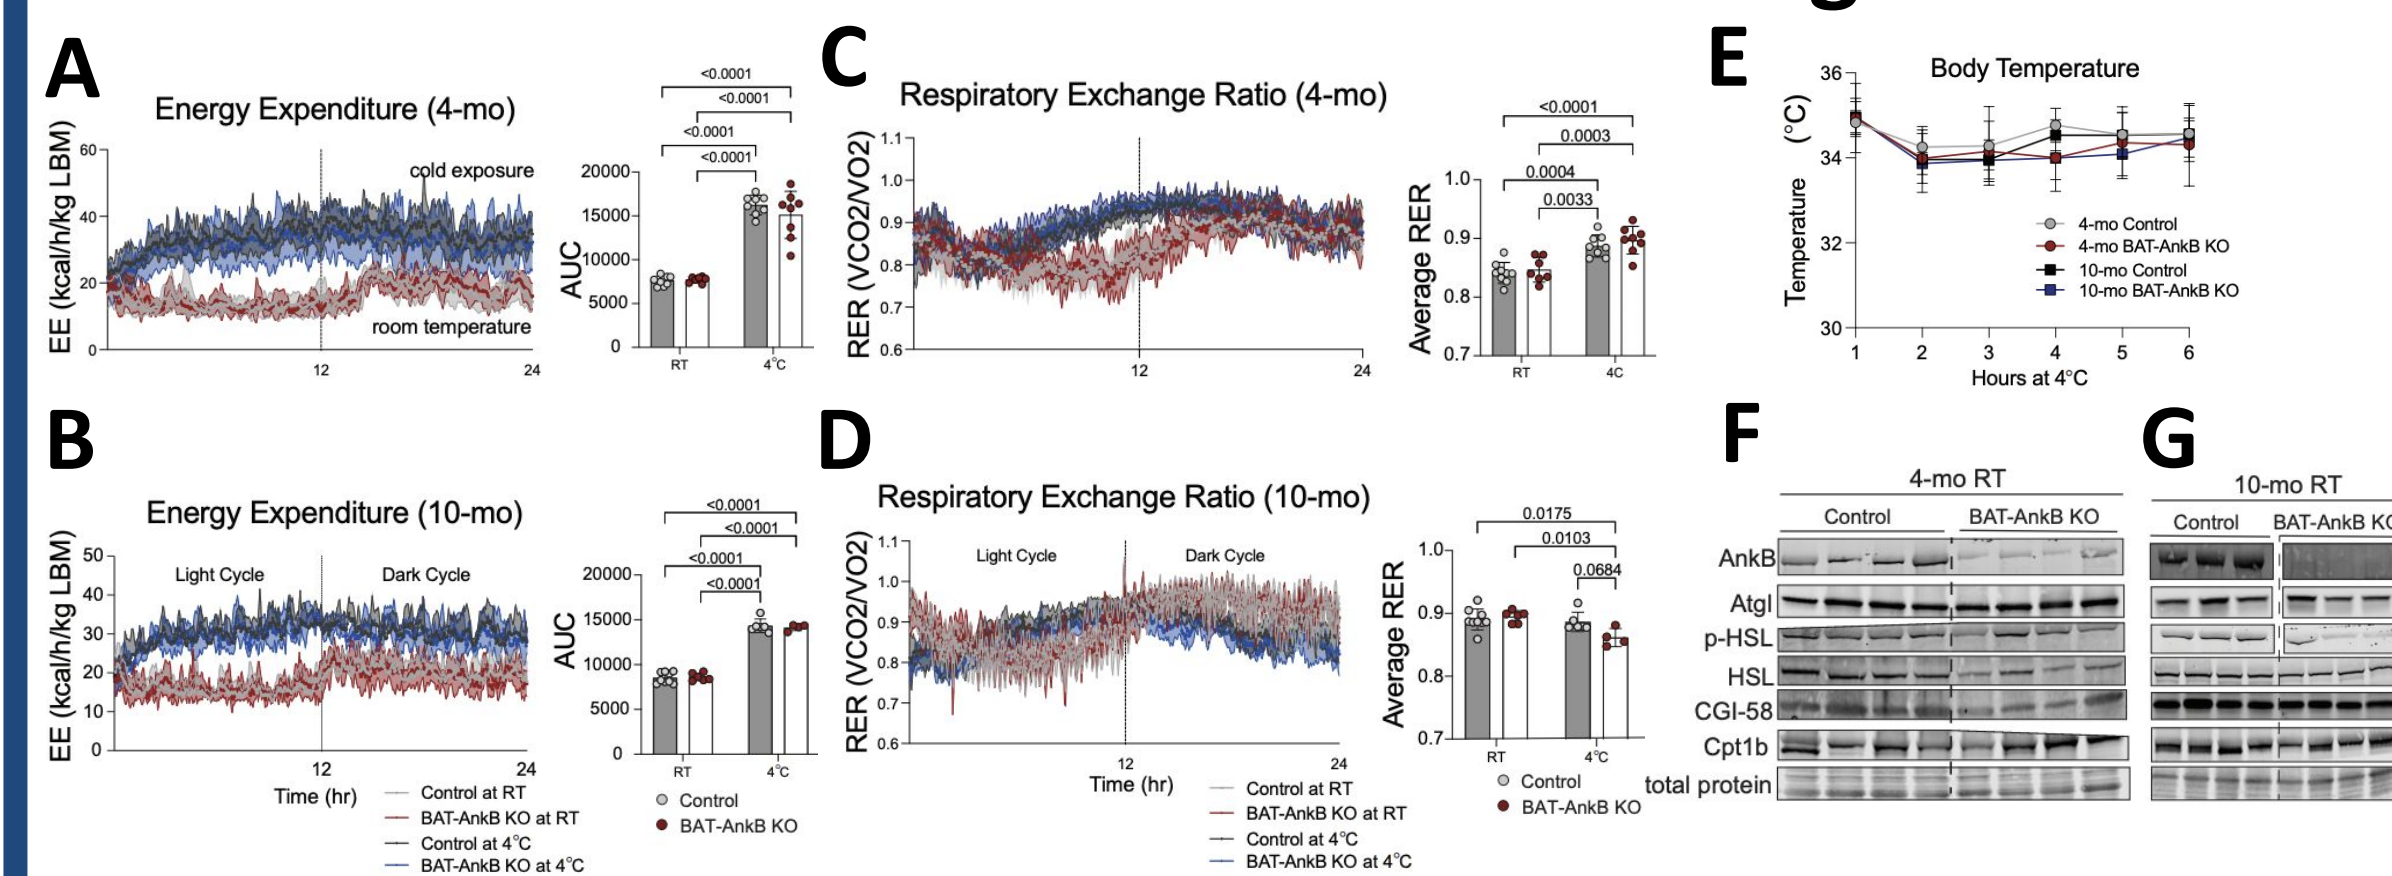 A
Energy Expenditure (4-mo)
EE (kcal/h/kg LBM)
60
40
20
0
12
24
cold exposure
room temperature
<0.0001
<0.0001
<0.0001
<0.0001
AUC
20000
15000
10000
5000
0
RT
4°C
C
Respiratory Exchange Ratio (4-mo)
RER (VCO2/VO2)
1.1
1.0
0.9
0.8
0.7
0.6
12
24
<0.0001
0.0003
0.0004
0.0033
Average RER
1.0
0.9
0.8
0.7
RT
4C
E
Body Temperature
Temperature (°C)
36
34
32
30
1
2
3
4
5
6
Hours at 4°C
4-mo Control
4-mo BAT-AnkB KO
10-mo Control
10-mo BAT-AnkB KO
B
Energy Expenditure (10-mo)
EE (kcal/h/kg LBM)
50
40
30
20
10
0
Light Cycle
Dark Cycle
12
24
Time (hr)
Control at RT
BAT-AnkB KO at RT
Control at 4°C
BAT-AnkB KO at 4°C
<0.0001
<0.0001
<0.0001
<0.0001
AUC
20000
15000
10000
5000
0
RT
4°C
Control
BAT-AnkB KO
D
Respiratory Exchange Ratio (10-mo)
RER (VCO2/VO2)
1.1
1.0
0.9
0.8
0.7
0.6
Light Cycle
Dark Cycle
12
24
Time (hr)
Control at RT
BAT-AnkB KO at RT
Control at 4°C
BAT-AnkB KO at 4°C
0.0175
0.0103
0.0684
Average RER
1.0
0.9
0.8
0.7
RT
4°C
Control
BAT-AnkB KO
F
4-mo RT
Control
BAT-AnkB KO
AnkB
Atgl
p-HSL
HSL
CGI-58
Cpt1b
total protein
G
10-mo RT
Control
BAT-AnkB KO